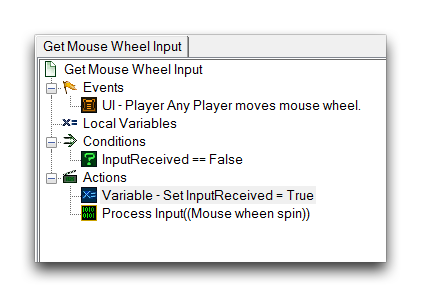 Get Mouse Wheel Input
Get Mouse Wheel Input
Events
UI - Player Any Player moves mouse wheel.
Local Variables
Conditions
InputReceived == False
Actions
Variable - Set InputReceived = True
Process Input((Mouse wheen spin))